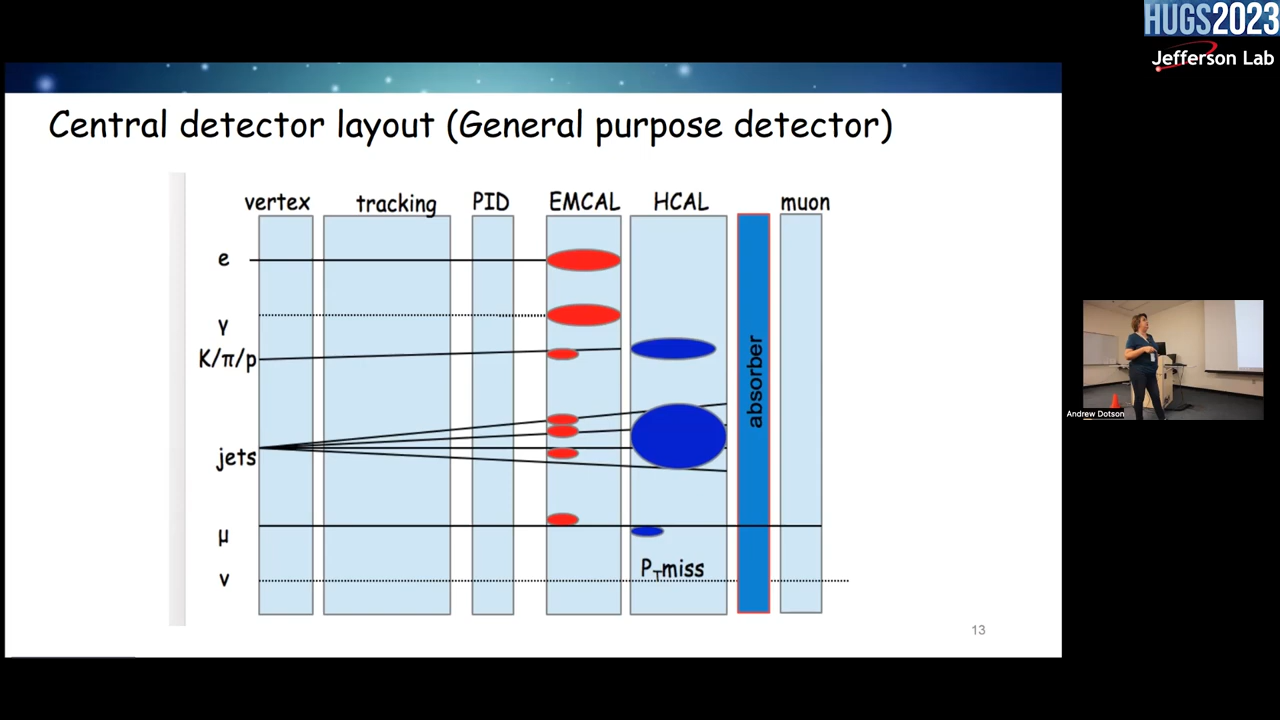 HUGS2023
Jefferson Lab
Central detector layout (General purpose detector)
vertex tracking PID EMCAL HCAL muon
e
γ
K/π/p
absorber
jets
μ
PTmiss
ν
13
Andrew Dotson